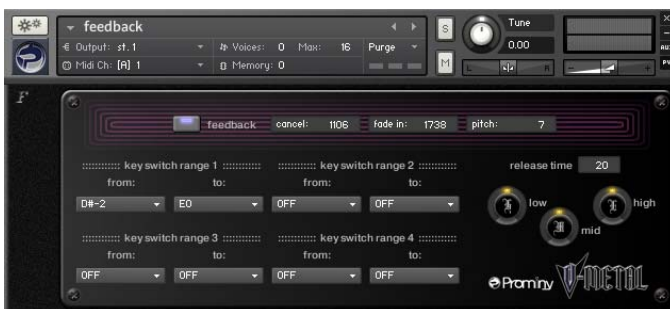 feedback
S
Tune
Output: st. 1
Voices: 0 Max: 16
Purge
0.00
Midi Ch: [A] 1
Memory: 0
M
L
R
F
feedback
cancel: 1106
fade in: 1738
pitch: 7
key switch range 1
key switch range 2
release time 20
from: to:
from: to:
D#-2 E0
OFF OFF
low
high
mid
key switch range 3
key switch range 4
from: to:
from: to:
OFF OFF
OFF OFF
Prominy V-METAL